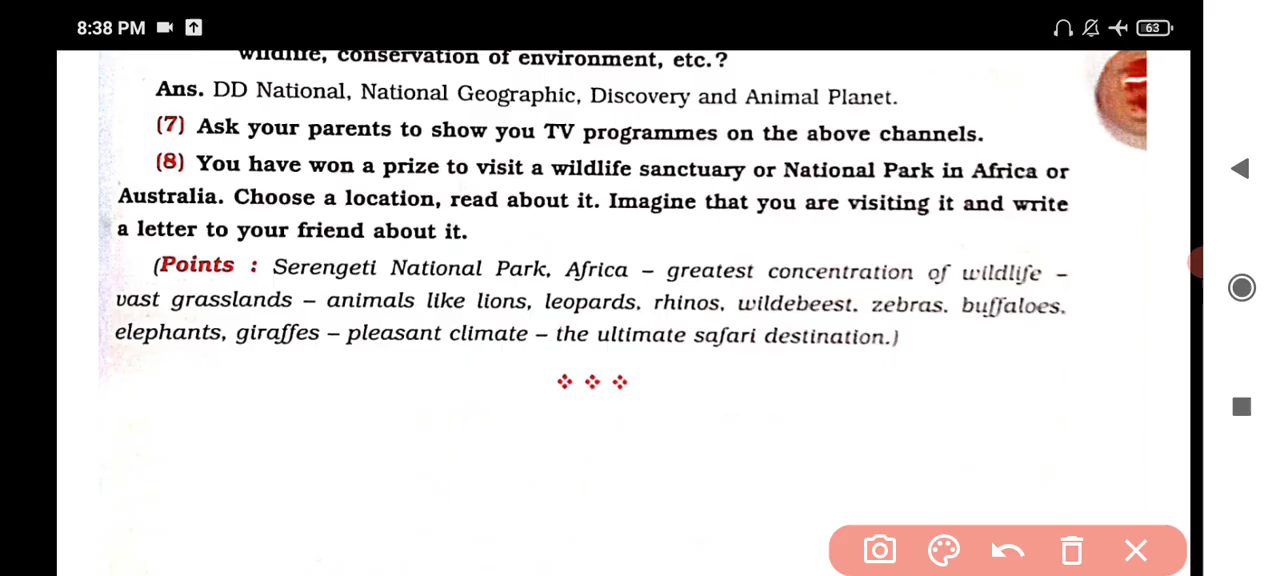 8:38 PM
63
wildlife, conservation of environment, etc.?
Ans. DD National, National Geographic, Discovery and Animal Planet.
(7) Ask your parents to show you TV programmes on the above channels.
(8) You have won a prize to visit a wildlife sanctuary or National Park in Africa or
Australia. Choose a location, read about it. Imagine that you are visiting it and write
a letter to your friend about it.
(Points : Serengeti National Park, Africa – greatest concentration of wildlife –
vast grasslands – animals like lions, leopards, rhinos, wildebeest, zebras, buffaloes,
elephants, giraffes – pleasant climate – the ultimate safari destination.)